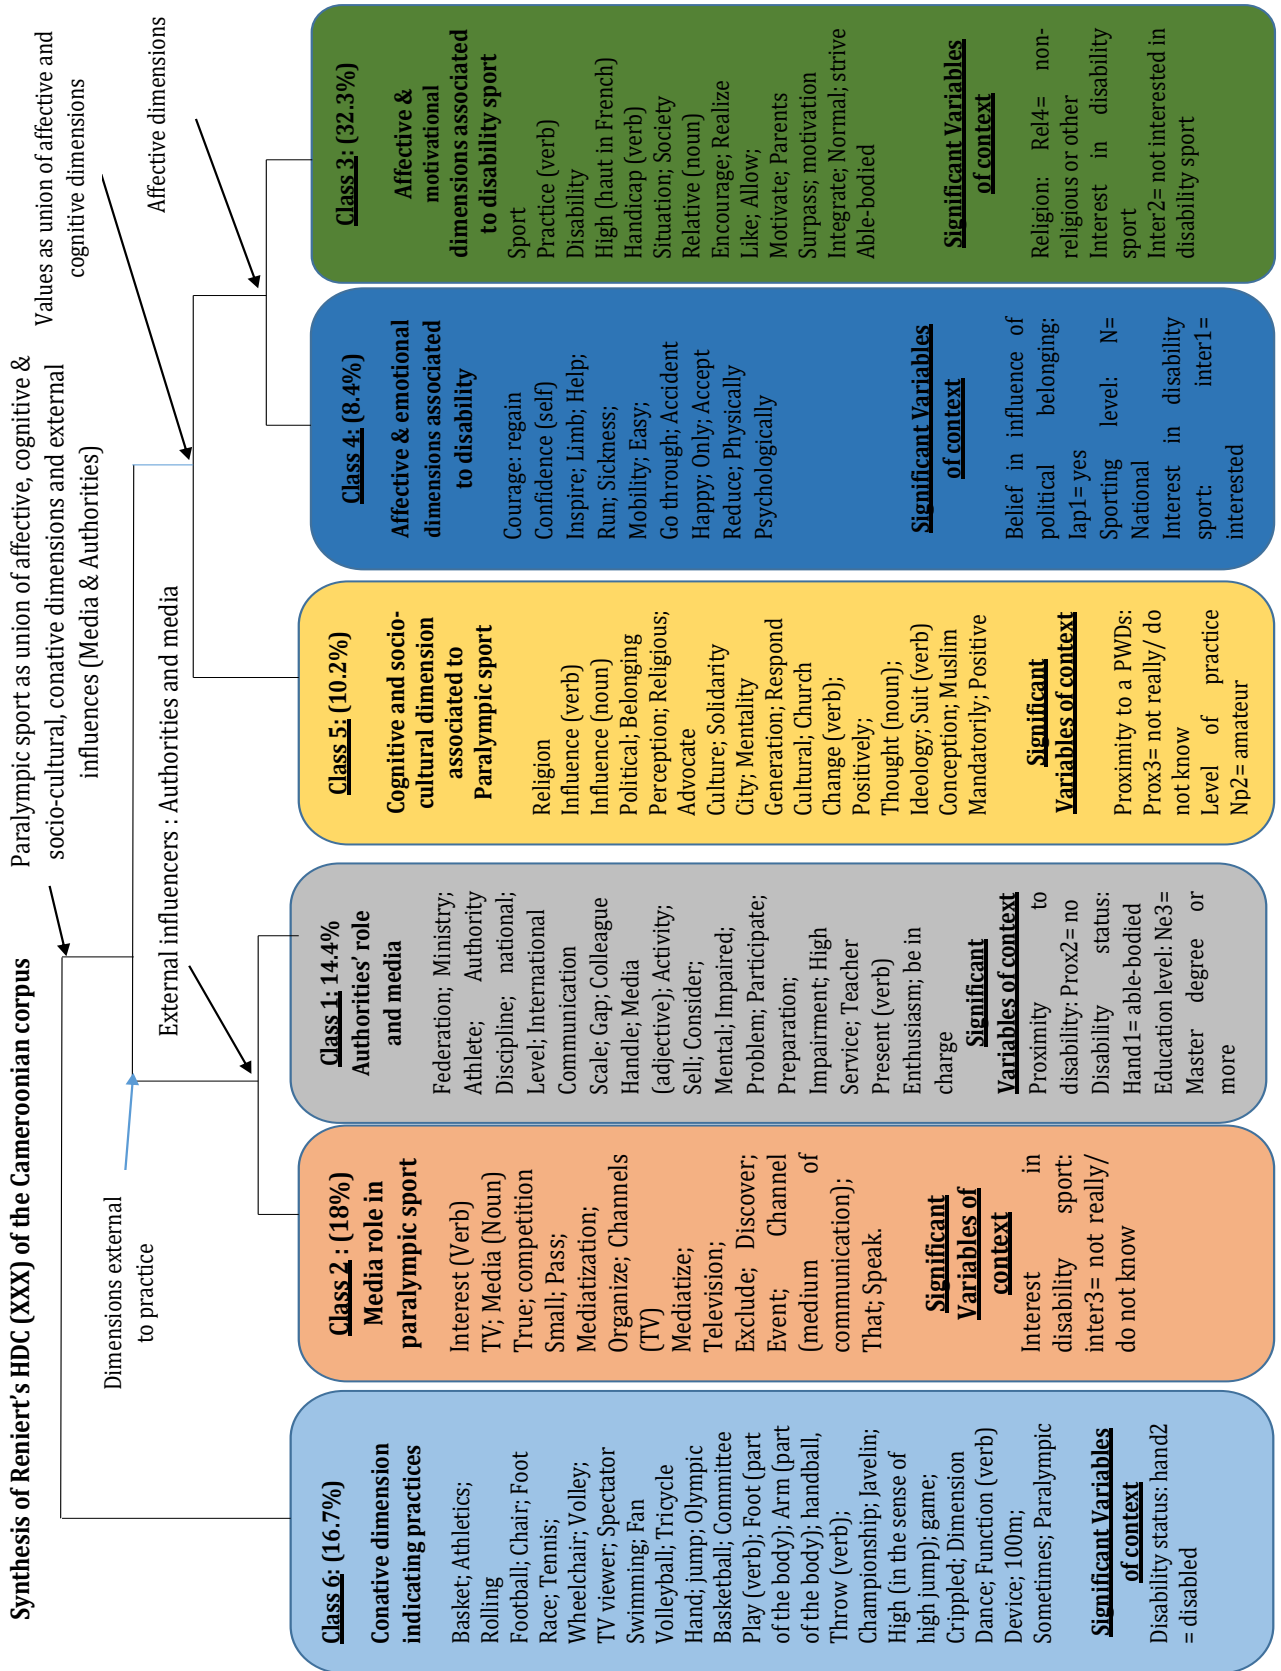 Synthesis of Reniert's HDC (XXX) of the Cameroonian corpus
Paralympic sport as union of affective, cognitive &
socio-cultural, conative dimensions and external
influences (Media & Authorities)
Values as union of affective and
cognitive dimensions
Affective dimensions
External influencers : Authorities and media
Dimensions external
to practice
Class 6: (16.7%)
Conative dimension
indicating practices
Basket; Athletics;
Rolling
Football; Chair; Foot
Race; Tennis;
Wheelchair; Volley;
TV viewer; Spectator
Swimming; Fan
Volleyball; Tricycle
Hand; jump; Olympic
Basketball; Committee
Play (verb); Foot (part
of the body); Arm (part
of the body); handball,
Throw (verb);
Championship; Javelin;
High (in the sense of
high jump); game;
Crippled; Dimension
Dance; Function (verb)
Device; 100m;
Sometimes; Paralympic
Significant Variables
of context
Disability status: hand2
= disabled
Class 2 : (18%)
Media role in
paralympic sport
Interest (Verb)
TV; Media (Noun)
True; competition
Small; Pass;
Mediatization;
Organize; Channels
(TV)
Mediatize;
Television;
Exclude; Discover;
Event; Channel
(medium of
communication);
That; Speak.
Significant
Variables of
context
Interest in
disability sport:
inter3= not really/
do not know
Class 1: 14.4%
Authorities' role
and media
Federation; Ministry;
Athlete; Authority
Discipline; national;
Level; International
Communication
Scale; Gap; Colleague
Handle; Media
(adjective); Activity;
Sell; Consider;
Mental; Impaired;
Problem; Participate;
Preparation;
Impairment; High
Service; Teacher
Present (verb)
Enthusiasm; be in
charge
Significant
Variables of context
Proximity to
disability: Prox2= no
Disability status:
Hand1= able-bodied
Education level: Ne3=
Master degree or
more
Class 5: (10.2%)
Cognitive and socio-
cultural dimension
associated to
Paralympic sport
Religion
Influence (verb)
Influence (noun)
Political; Belonging
Perception; Religious;
Advocate
Culture; Solidarity
City; Mentality
Generation; Respond
Cultural; Church
Change (verb);
Positively;
Thought (noun);
Ideology; Suit (verb)
Conception; Muslim
Mandatorily; Positive
Significant
Variables of context
Proximity to a PWDs:
Prox3= not really/ do
not know
Level of practice
Np2= amateur
Class 4: (8.4%)
Affective & emotional
dimensions associated
to disability
Courage; regain
Confidence (self)
Inspire; Limb; Help;
Run; Sickness;
Mobility; Easy;
Go through; Accident
Happy; Only; Accept
Reduce; Physically
Psychologically
Significant Variables
of context
Belief in influence of
political belonging:
Iap1= yes
Sporting level: N=
National
Interest in disability
sport: inter1=
interested
Class 3: (32.3%)
Affective &
motivational
dimensions associated
to disability sport
Sport
Practice (verb)
Disability
High (haut in French)
Handicap (verb)
Situation; Society
Relative (noun)
Encourage; Realize
Like; Allow;
Motivate; Parents
Surpass; motivation
Integrate; Normal; strive
Able-bodied
Significant Variables
of context
Religion: Rel4= non-
religious or other
Interest in disability
sport
Inter2= not interested in
disability sport